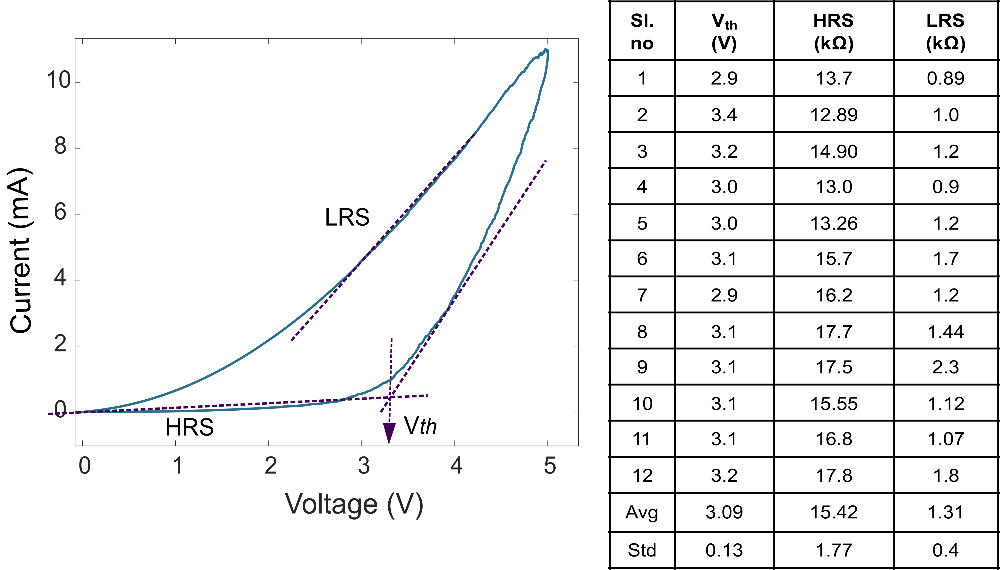 Current (mA)
10
8
6
4
2
0
LRS
HRS
Vth
0 1 2 3 4 5
Voltage (V)
Sl. no Vth (V) HRS (kΩ) LRS (kΩ)
1 2.9 13.7 0.89
2 3.4 12.89 1.0
3 3.2 14.90 1.2
4 3.0 13.0 0.9
5 3.0 13.26 1.2
6 3.1 15.7 1.7
7 2.9 16.2 1.2
8 3.1 17.7 1.44
9 3.1 17.5 2.3
10 3.1 15.55 1.12
11 3.1 16.8 1.07
12 3.2 17.8 1.8
Avg 3.09 15.42 1.31
Std 0.13 1.77 0.4